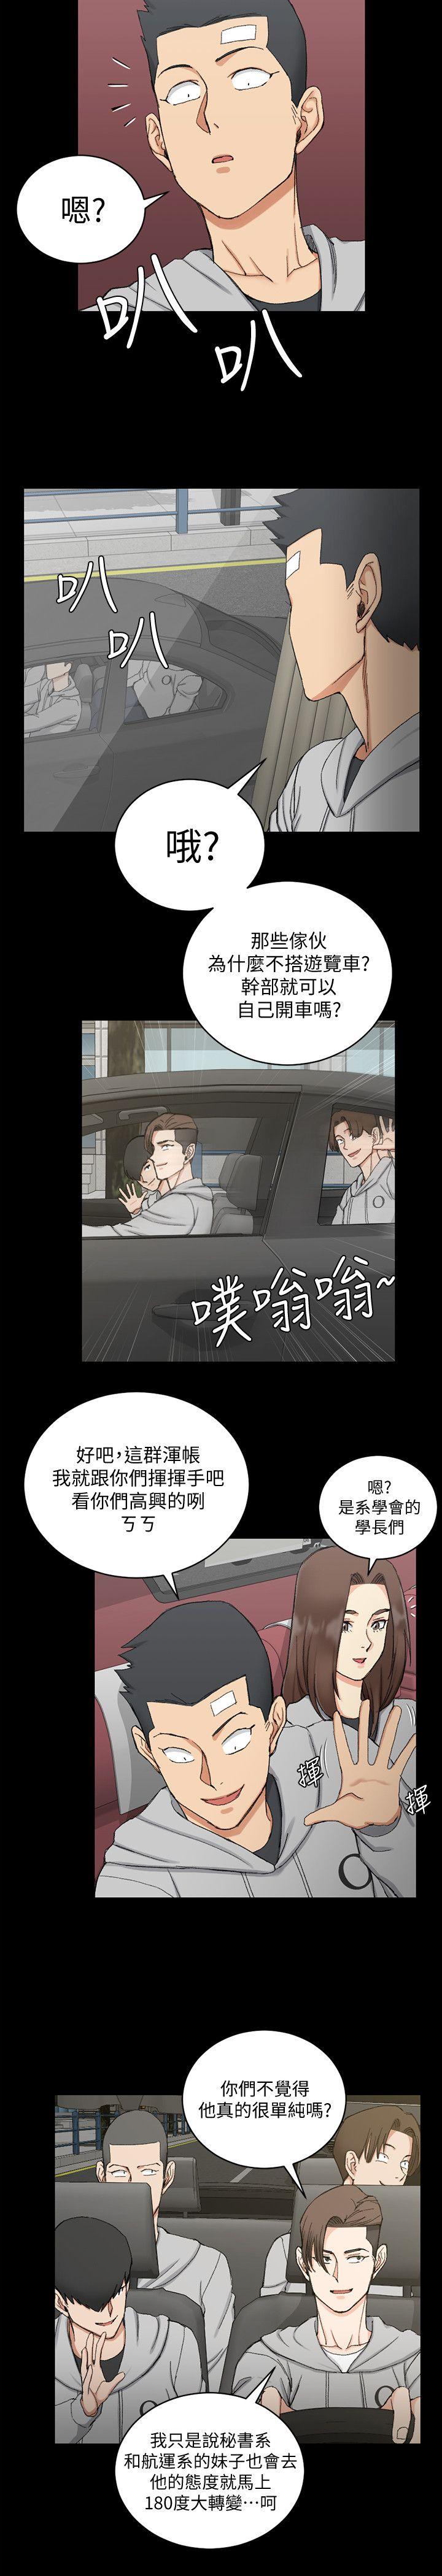 嗯?
叭
叭
叭
叭
哦?
那些傢伙
為什麼不搭遊覽車?
幹部就可以
自己開車嗎?
噗嗡嗡~
好吧,這群渾帳
我就跟你們揮揮手吧
看你們高興的咧
ㄎㄎ
嗯?
是系學會的
學長們
揮
揮
你們不覺得
他真的很單純嗎?
我只是說秘書系
和航運系的妹子也會去
他的態度就馬上
180度大轉變…呵